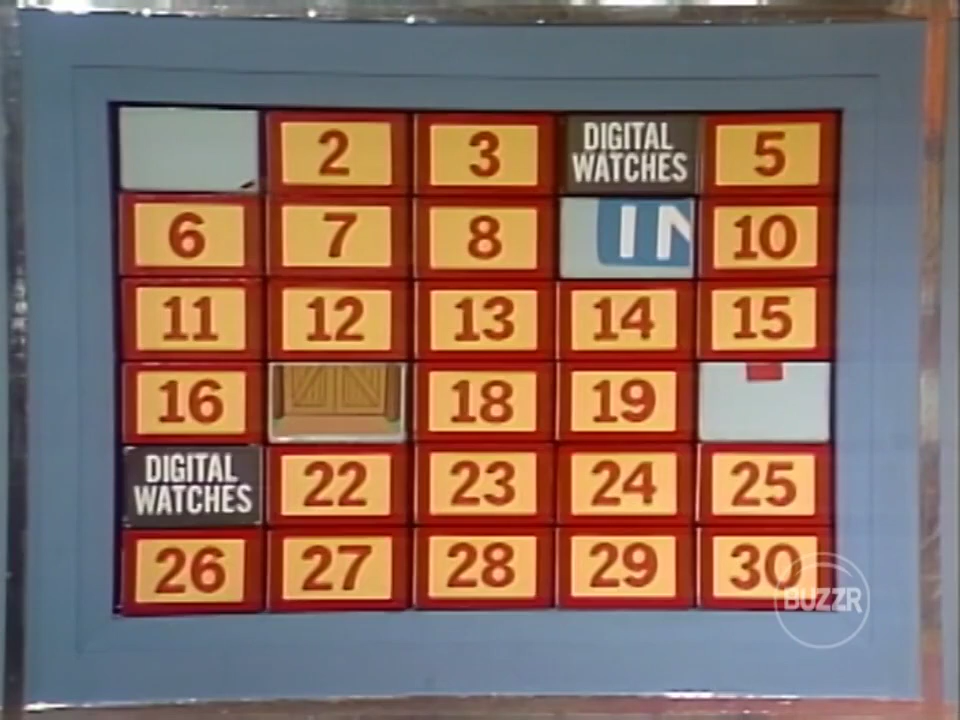 2 3 DIGITAL WATCHES 5
6 7 8 IN 10
11 12 13 14 15
16 18 19
DIGITAL WATCHES 22 23 24 25
26 27 28 29 30
BUZZR